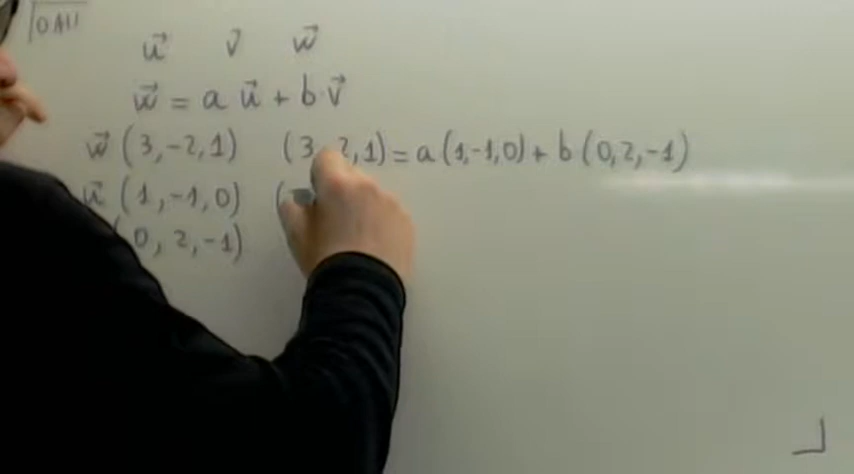 u⃗ v⃗ w⃗
w⃗ = a u⃗ + b·v⃗
w⃗ (3,-2,1) (3 2,1) = a (1,-1,0) + b (0,2,-1)
u⃗ (1,-1,0) (
0, 2, -1)